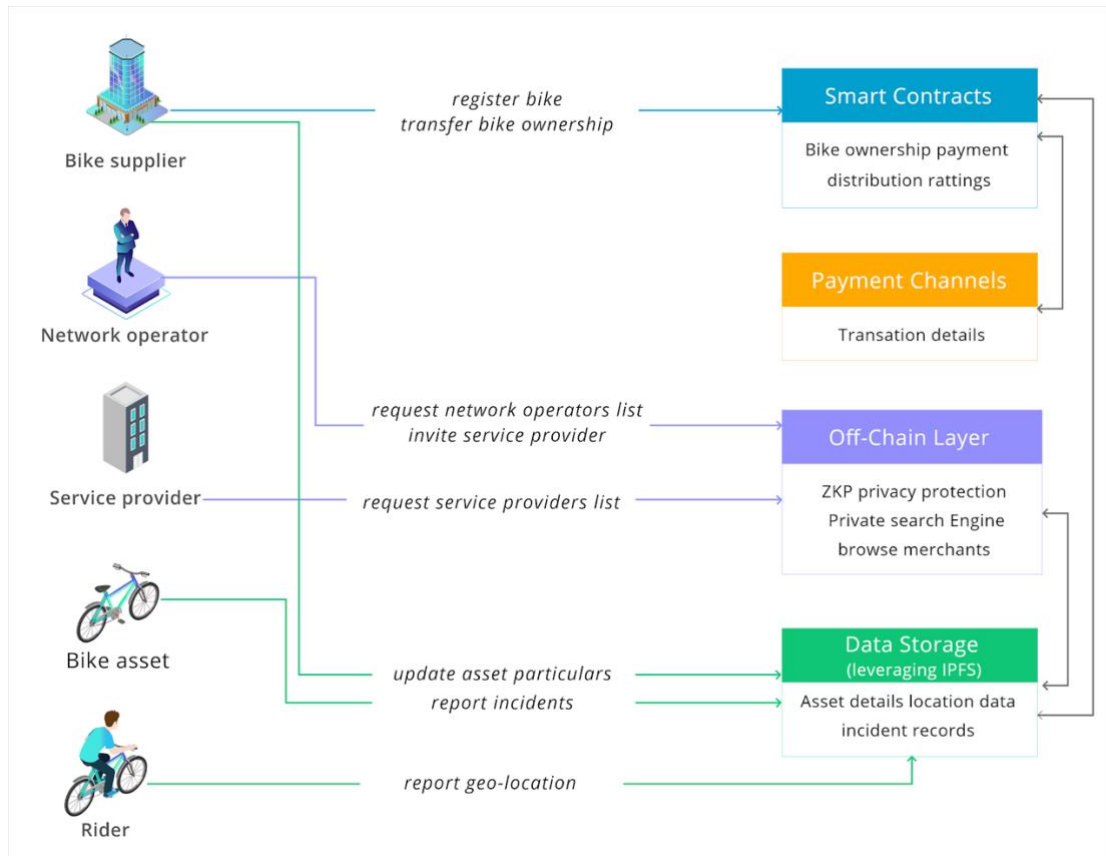 Bike supplier
register bike
transfer bike ownership
Smart Contracts
Bike ownership payment
distribution rattings
Network operator
Payment Channels
Transation details
Service provider
request network operators list
invite service provider
request service providers list
Off-Chain Layer
ZKP privacy protection
Private search Engine
browse merchants
Bike asset
update asset particulars
report incidents
Data Storage
(leveraging IPFS)
Asset details location data
incident records
Rider
report geo-location